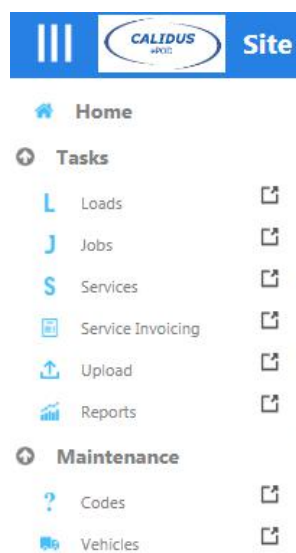 CALIDUS
ePOD
Site
Home
Tasks
L Loads
J Jobs
S Services
Service Invoicing
Upload
Reports
Maintenance
? Codes
Vehicles